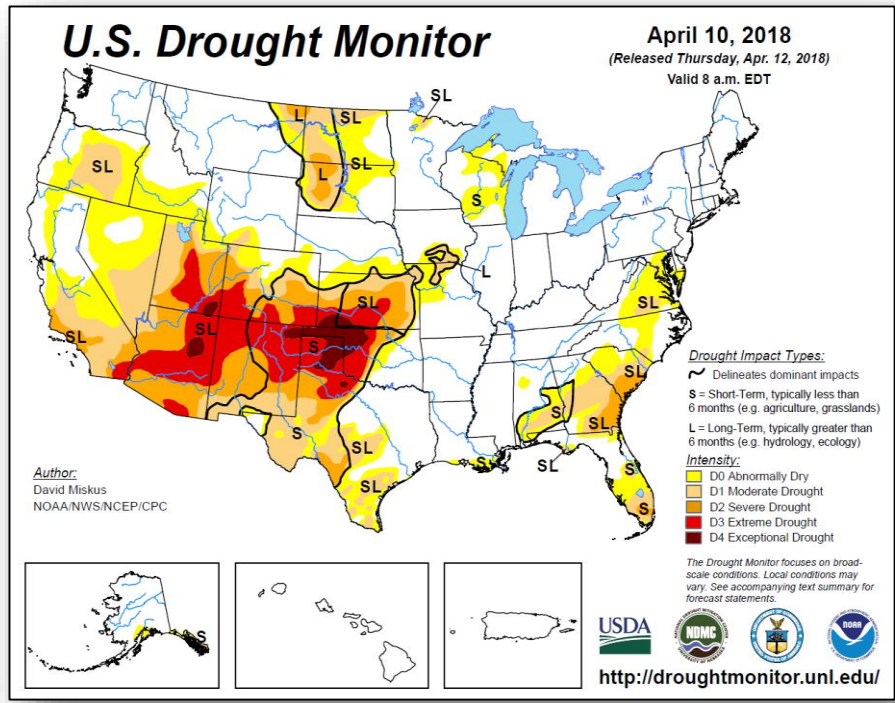 U.S. Drought Monitor
April 10, 2018
(Released Thursday, Apr. 12, 2018)
Valid 8 a.m. EDT
SL
L
SL
SL
L
SL
S
L
SL
SL
SL
S
SL
SL
S
SL
S
SL
S
SL
SL
S
SL
S
S
Drought Impact Types:
Delineates dominant impacts
S = Short-Term, typically less than
6 months (e.g. agriculture, grasslands)
L = Long-Term, typically greater than
6 months (e.g. hydrology, ecology)
Intensity:
D0 Abnormally Dry
D1 Moderate Drought
D2 Severe Drought
D3 Extreme Drought
D4 Exceptional Drought
Author:
David Miskus
NOAA/NWS/NCEP/CPC
The Drought Monitor focuses on broad-
scale conditions. Local conditions may
vary. See accompanying text summary for
forecast statements.
S
USDA
NDMC
NOAA
http://droughtmonitor.unl.edu/